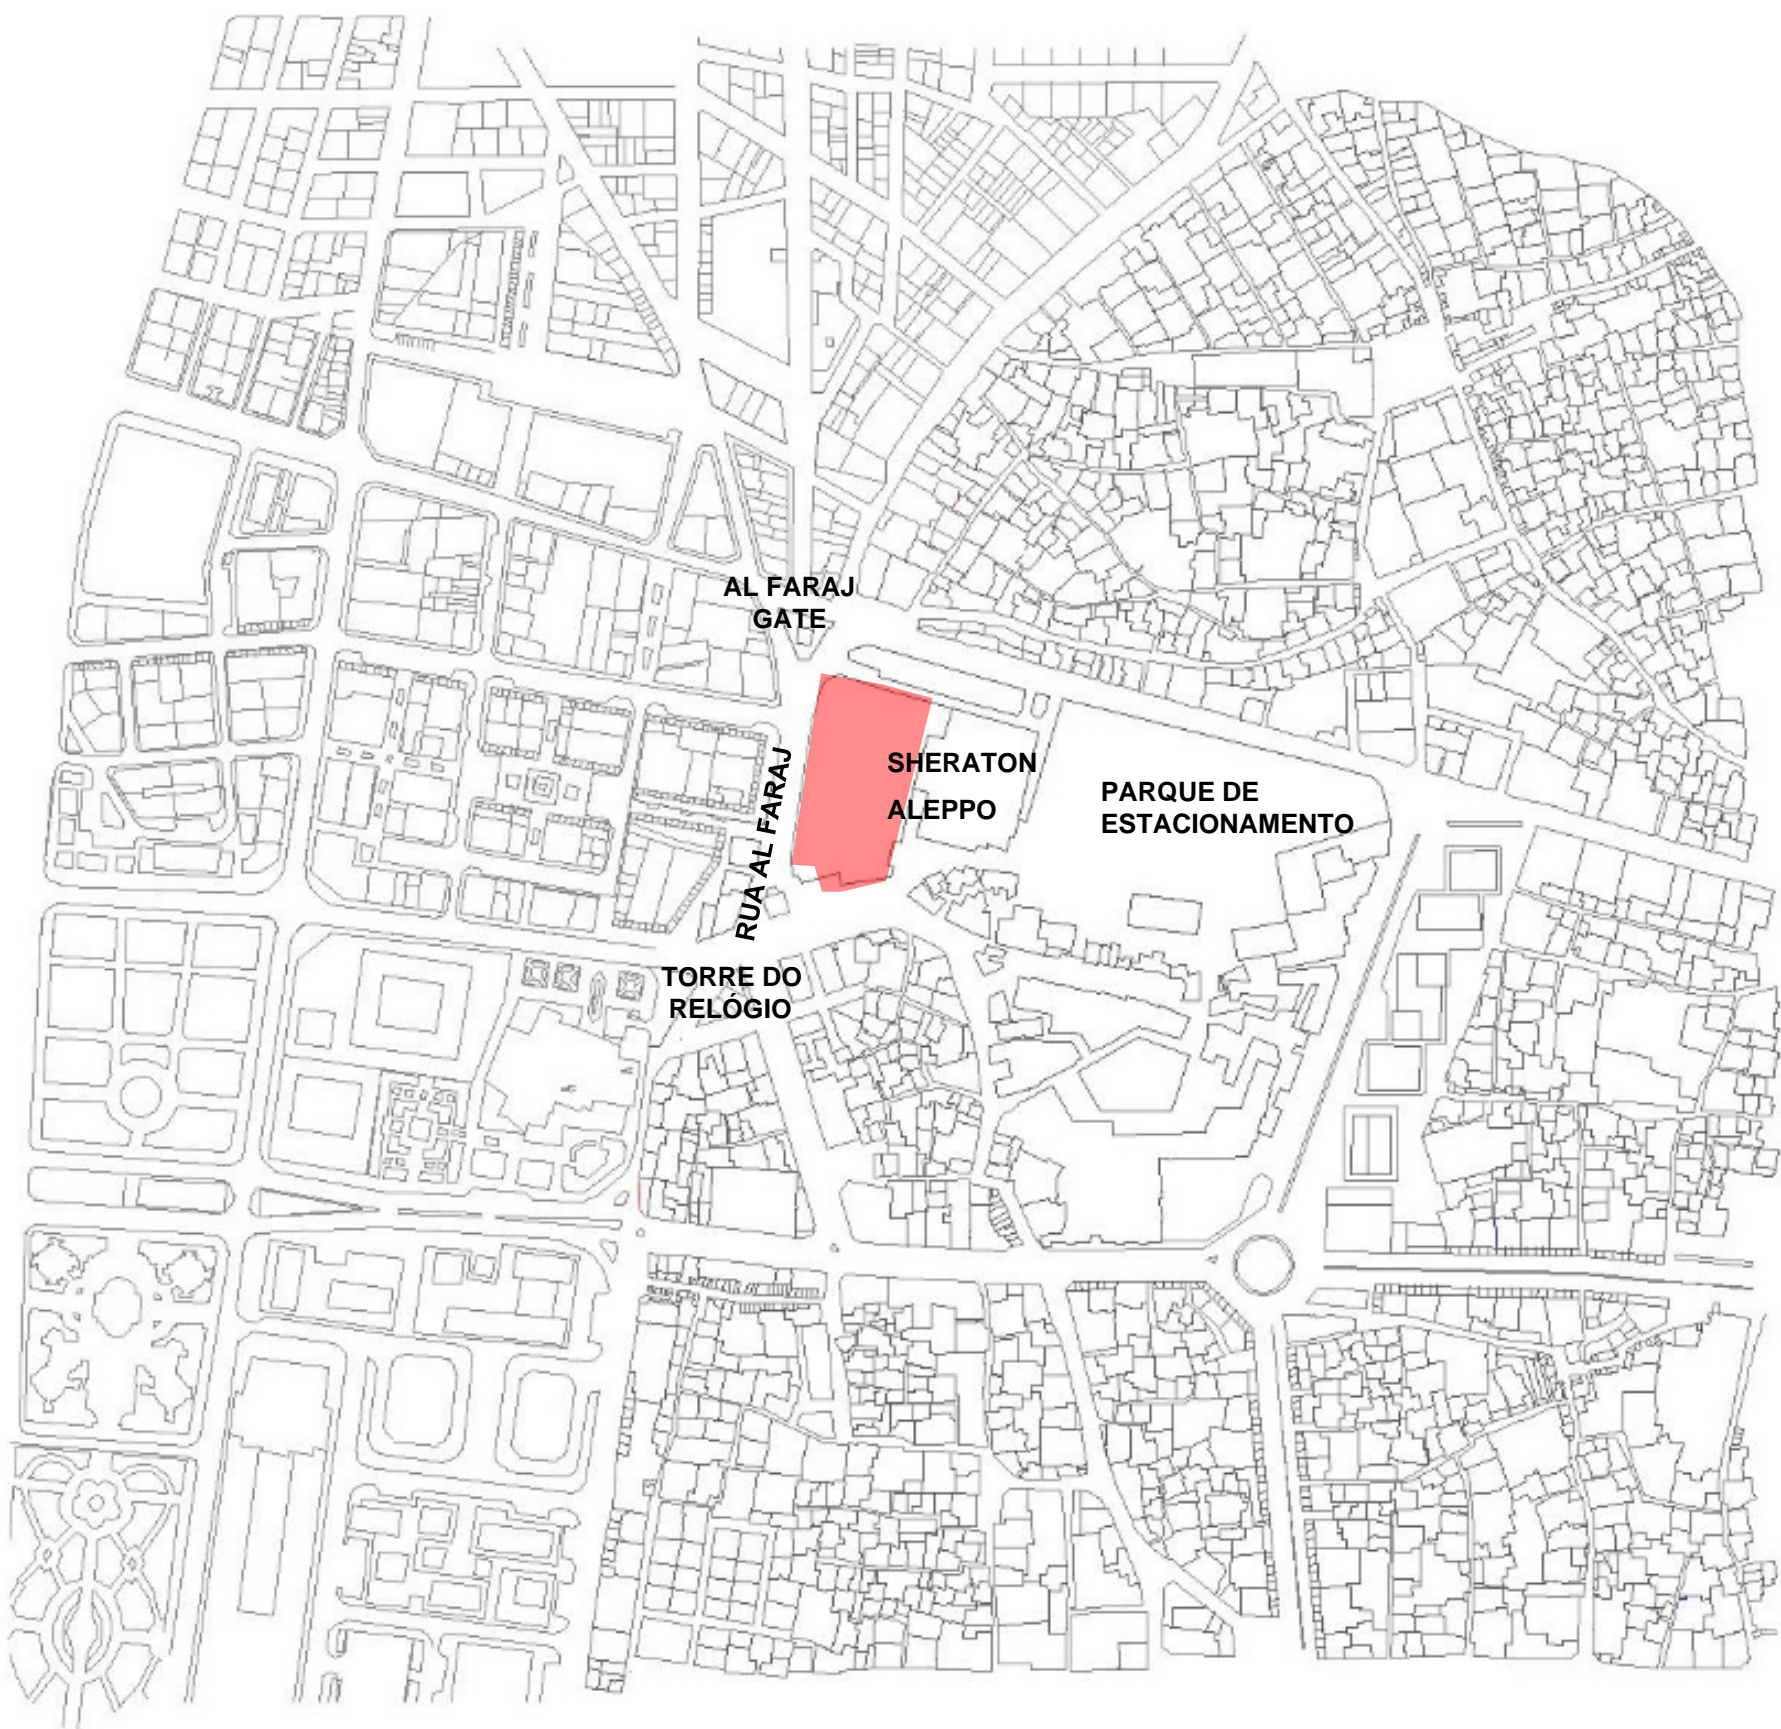 AL FARAJ
GATE
SHERATON
ALEPPO
PARQUE DE
ESTACIONAMENTO
RUA AL FARAJ
TORRE DO
RELÓGIO